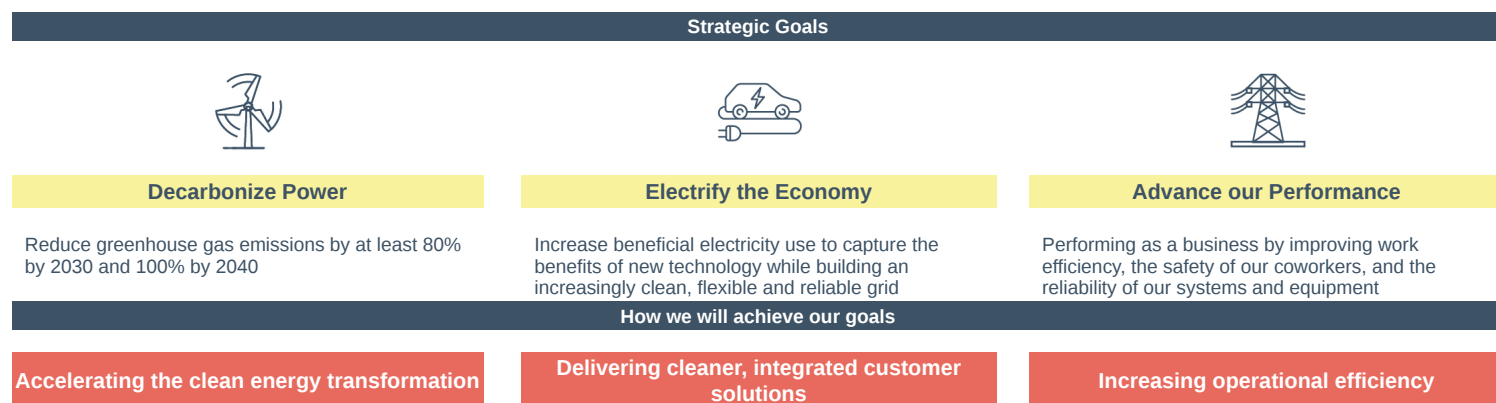 Strategic Goals
Decarbonize Power
Reduce greenhouse gas emissions by at least 80%
by 2030 and 100% by 2040
Electrify the Economy
Increase beneficial electricity use to capture the
benefits of new technology while building an
increasingly clean, flexible and reliable grid
Advance our Performance
Performing as a business by improving work
efficiency, the safety of our coworkers, and the
reliability of our systems and equipment
How we will achieve our goals
Accelerating the clean energy transformation
Delivering cleaner, integrated customer
solutions
Increasing operational efficiency